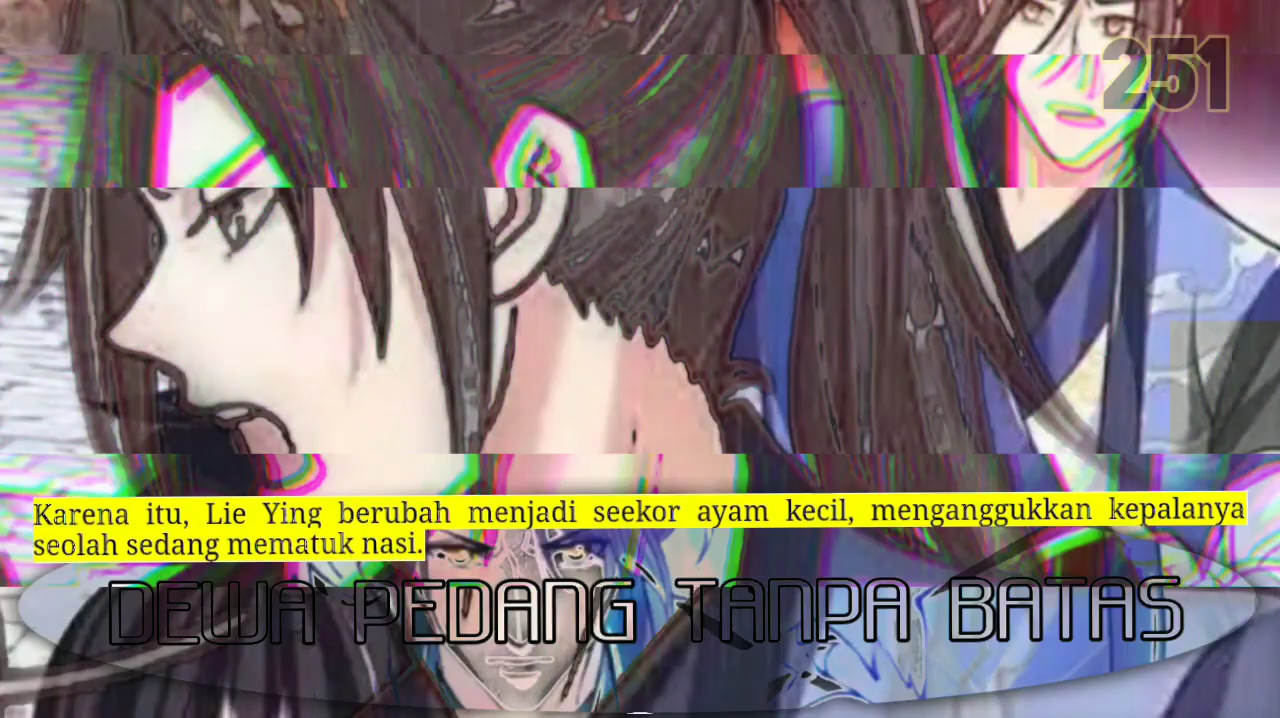 251
Karena itu, Lie Ying berubah menjadi seekor ayam kecil, menganggukkan kepalanya
seolah sedang mematuk nasi.
DEWA PEDANG TANPA BATAS